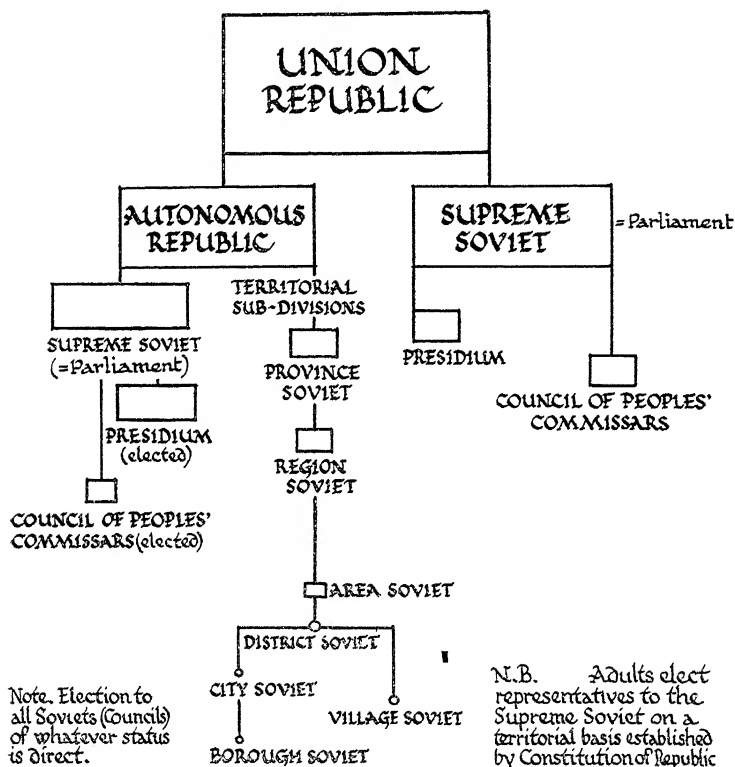 UNION
REPUBLIC
AUTONOMOUS
REPUBLIC
SUPREME
SOVIET
=Parliament
TERRITORIAL
SUB-DIVISIONS
SUPREME SOVIET
(=Parliament)
PROVINCE
SOVIET
PRESIDIUM
COUNCIL OF PEOPLES'
COMMISSARS
PRESIDIUM
(elected)
REGION
SOVIET
COUNCIL OF PEOPLES'
COMMISSARS (elected)
AREA SOVIET
DISTRICT SOVIET
CITY SOVIET
VILLAGE SOVIET
BOROUGH SOVIET
Note. Election to
all Soviets (Councils)
of whatever status
is direct.
N.B. Adults elect
representatives to the
Supreme Soviet on a
territorial basis established
by Constitution of Republic